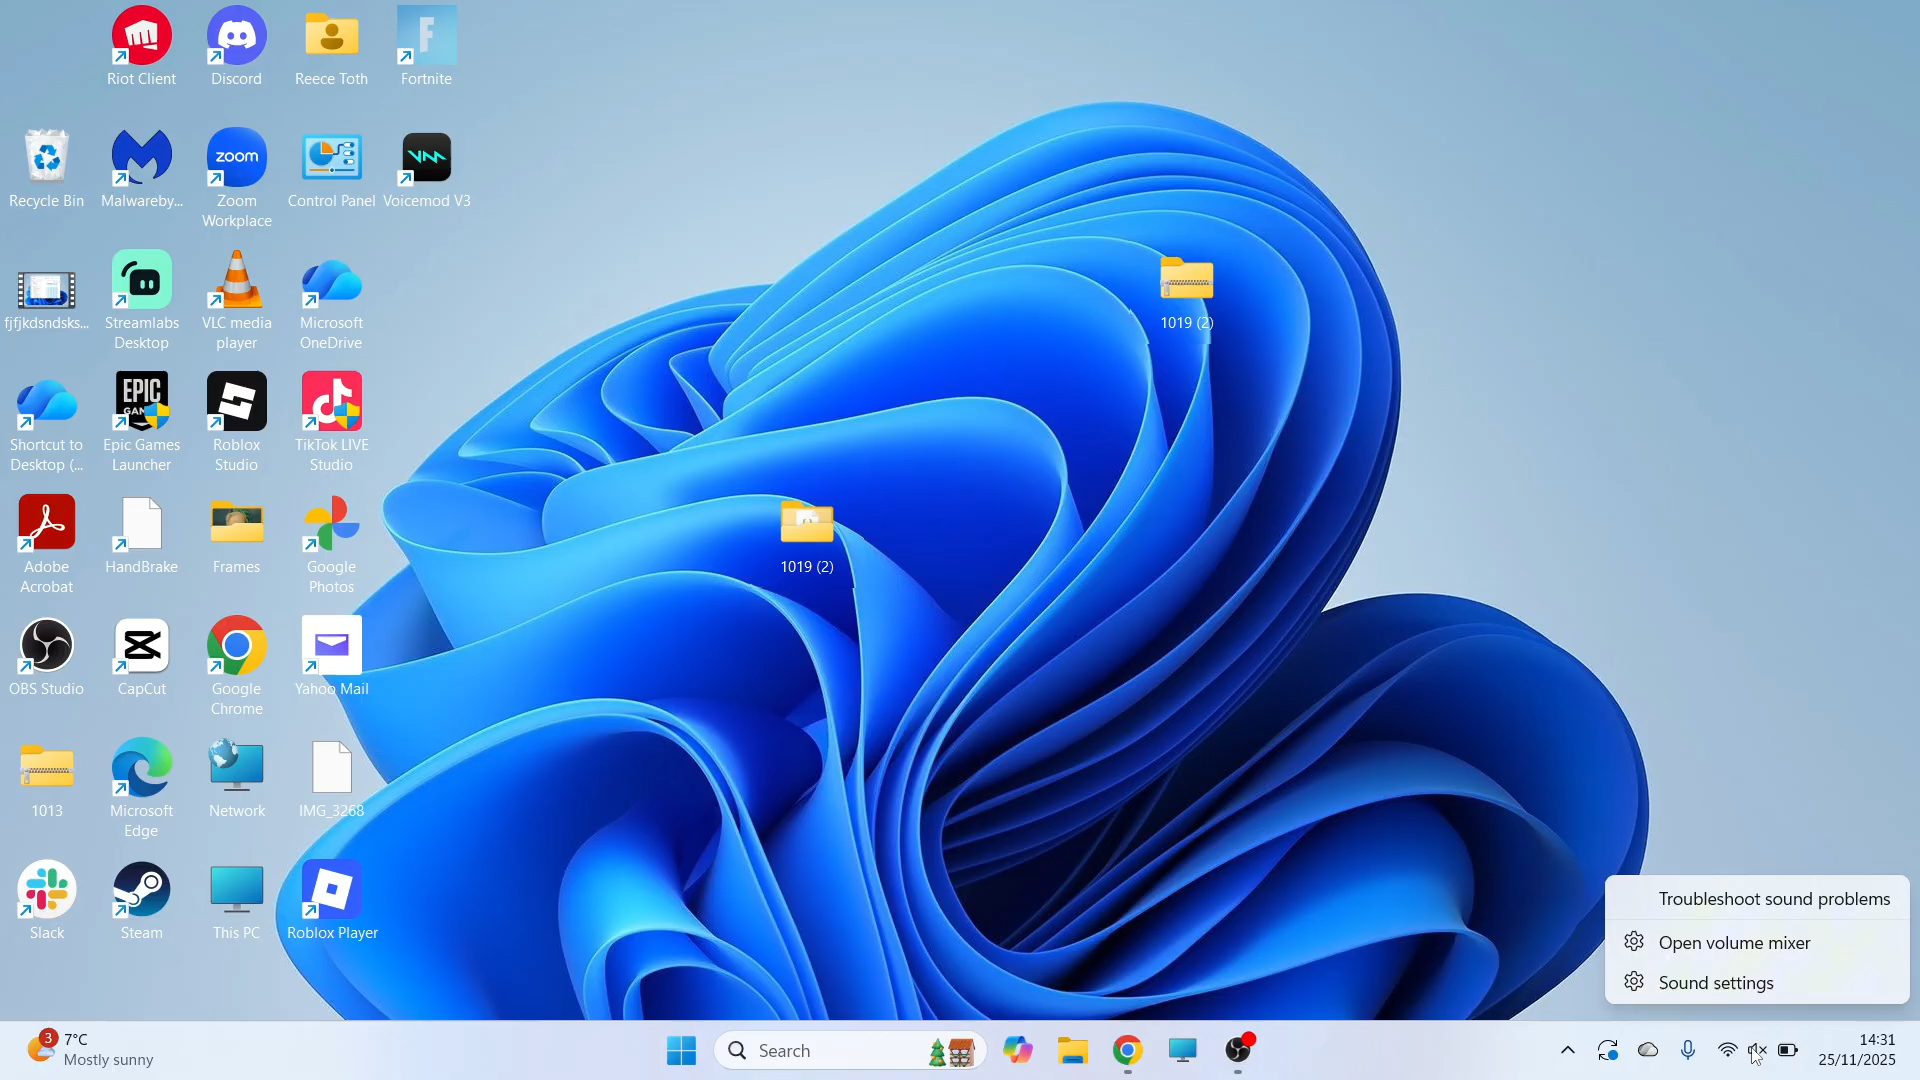 Riot Client
Discord
Reece Toth
F
Fortnite
Recycle Bin
Malwareby...
zoom
Zoom
Workplace
Control Panel
Voicemod V3
fjfjkdsndsks...
Streamlabs
Desktop
VLC media
player
Microsoft
OneDrive
1019 (2)
Shortcut to
Desktop (...
EPIC
GAMES
Epic Games
Launcher
Roblox
Studio
TikTok LIVE
Studio
Adobe
Acrobat
HandBrake
Frames
Google
Photos
1019 (2)
OBS Studio
CapCut
Google
Chrome
Yahoo Mail
1013
Microsoft
Edge
Network
IMG_3268
Slack
Steam
This PC
Roblox Player
Troubleshoot sound problems
Open volume mixer
Sound settings
3
7°C
Mostly sunny
Search
14:31
25/11/2025